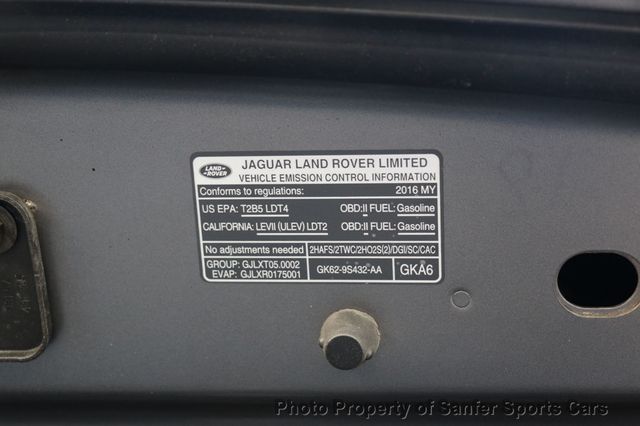 LAND ROVER
JAGUAR LAND ROVER LIMITED
VEHICLE EMISSION CONTROL INFORMATION
Conforms to regulations: 2016 MY
US EPA: T2B5 LDT4 OBD:II FUEL: Gasoline
CALIFORNIA: LEVII (ULEV) LDT2 OBD:II FUEL: Gasoline
No adjustments needed 2HAFS/2TWC/2HO2S(2)/DGI/SC/CAC
GROUP: GJLXT05.0002
EVAP: GJLXR0175001
GK62-9S432-AA GKA6
Photo Property of Sanfer Sports Cars